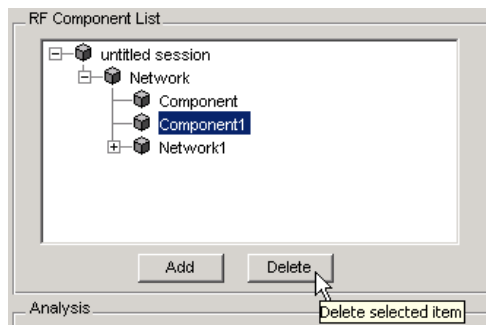 RF Component List
untitled session
Network
Component
Component1
Network1
Add Delete
Delete selected item
Analysis